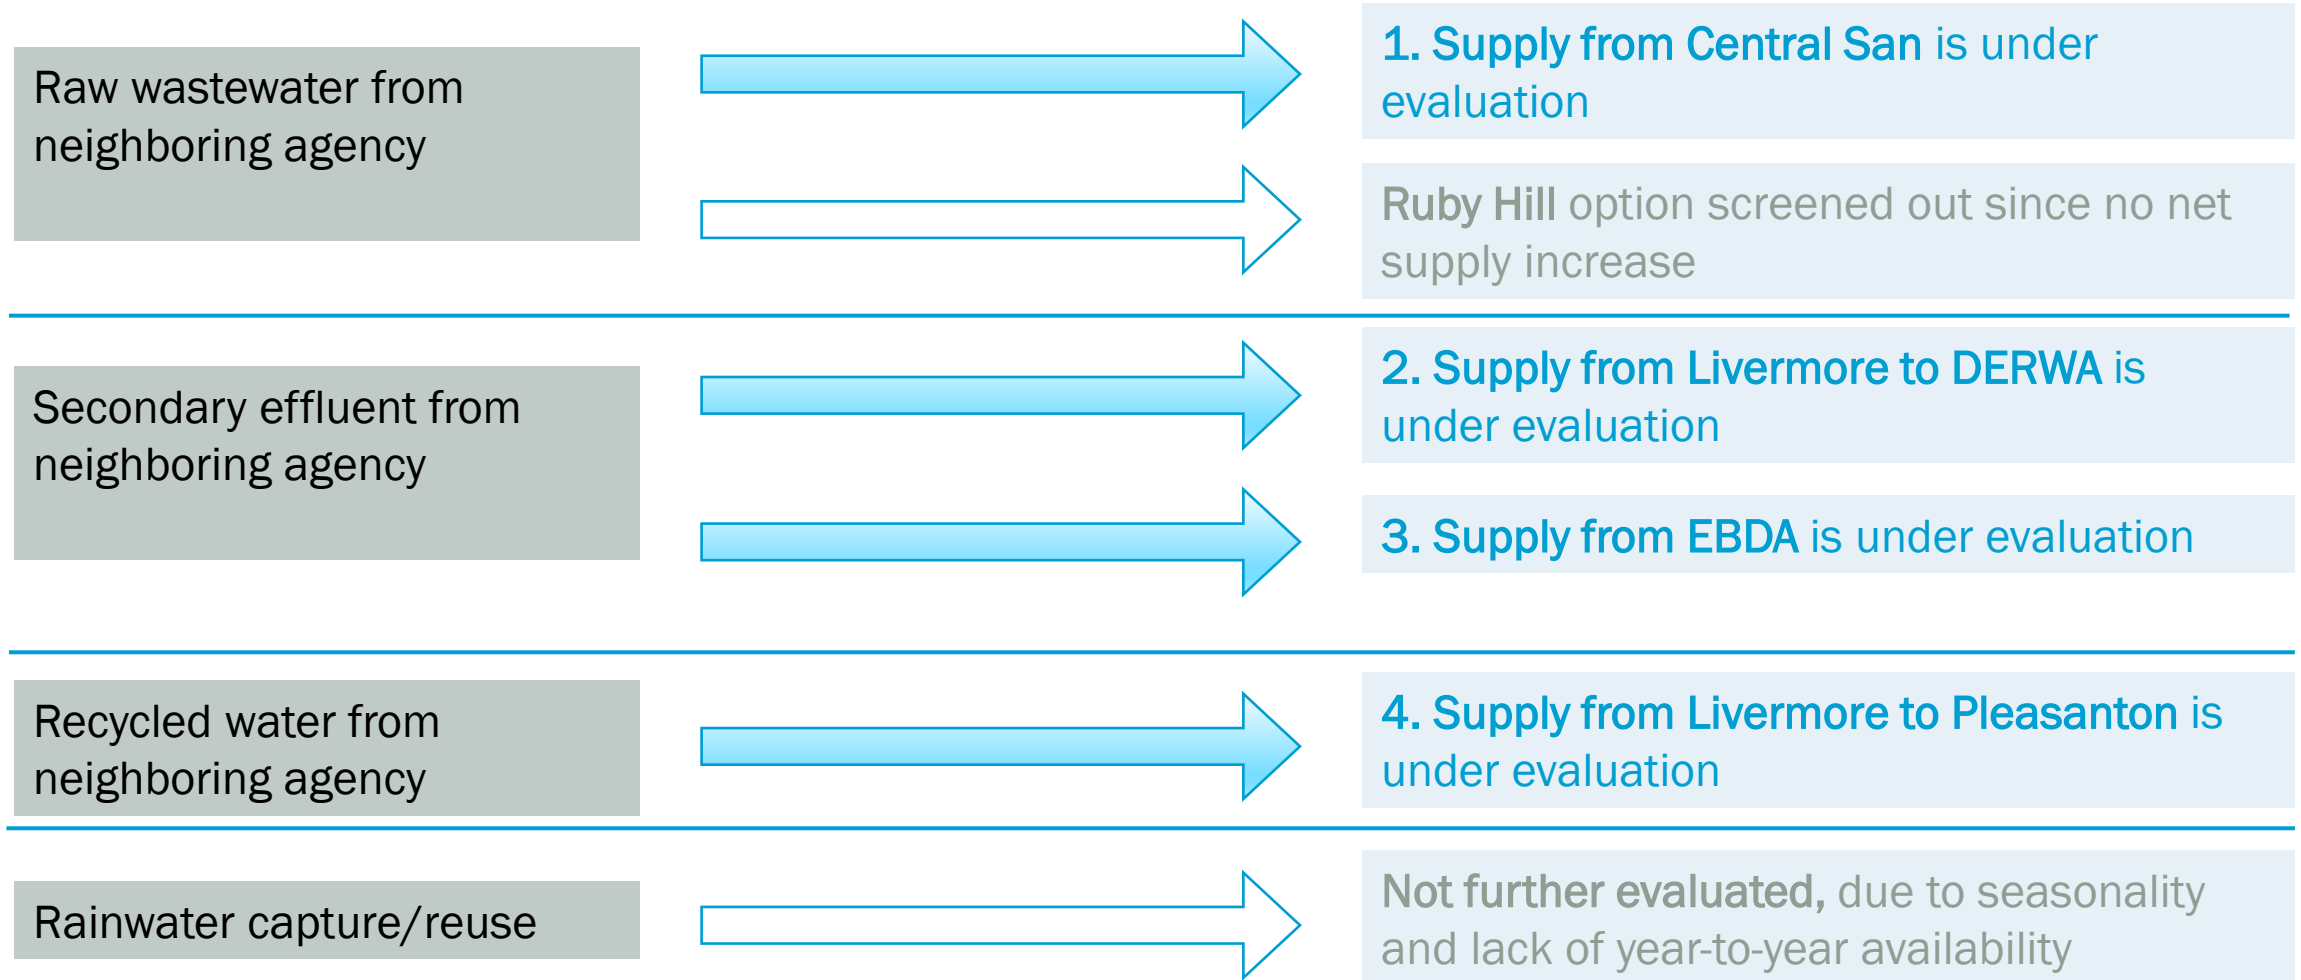 Raw wastewater from
neighboring agency
1. Supply from Central San is under
evaluation
Ruby Hill option screened out since no net
supply increase
Secondary effluent from
neighboring agency
2. Supply from Livermore to DERWA is
under evaluation
3. Supply from EBDA is under evaluation
Recycled water from
neighboring agency
4. Supply from Livermore to Pleasanton is
under evaluation
Rainwater capture/reuse
Not further evaluated, due to seasonality
and lack of year-to-year availability